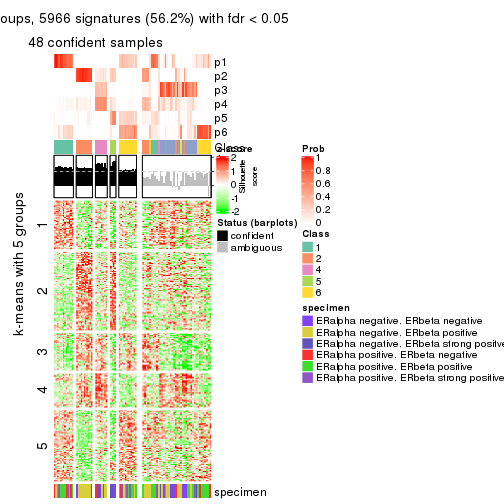 oups, 5966 signatures (56.2%) with fdr < 0.05
48 confident samples
p1
p2
p3
p4
p5
p6
Class
z-score
2
1
0
-1
-2
Silhouette
score
Status (barplots)
confident
ambiguous
Prob
1
0.8
0.6
0.4
0.2
0
Class
1
2
4
5
6
specimen
ERalpha negative. ERbeta negative
ERalpha negative. ERbeta positive
ERalpha negative. ERbeta strong positive
ERalpha positive. ERbeta negative
ERalpha positive. ERbeta positive
ERalpha positive. ERbeta strong positive
k-means with 5 groups
1
2
3
4
5
specimen